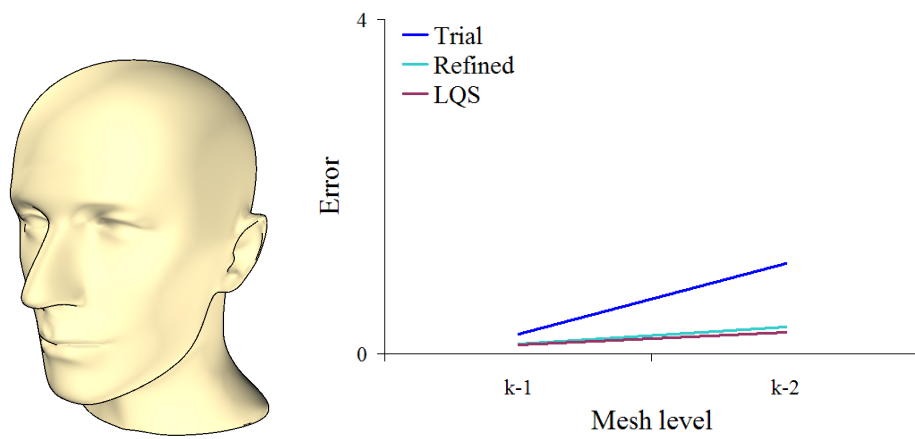 4
Trial
Refined
LQS
Error
0
k-1 k-2
Mesh level